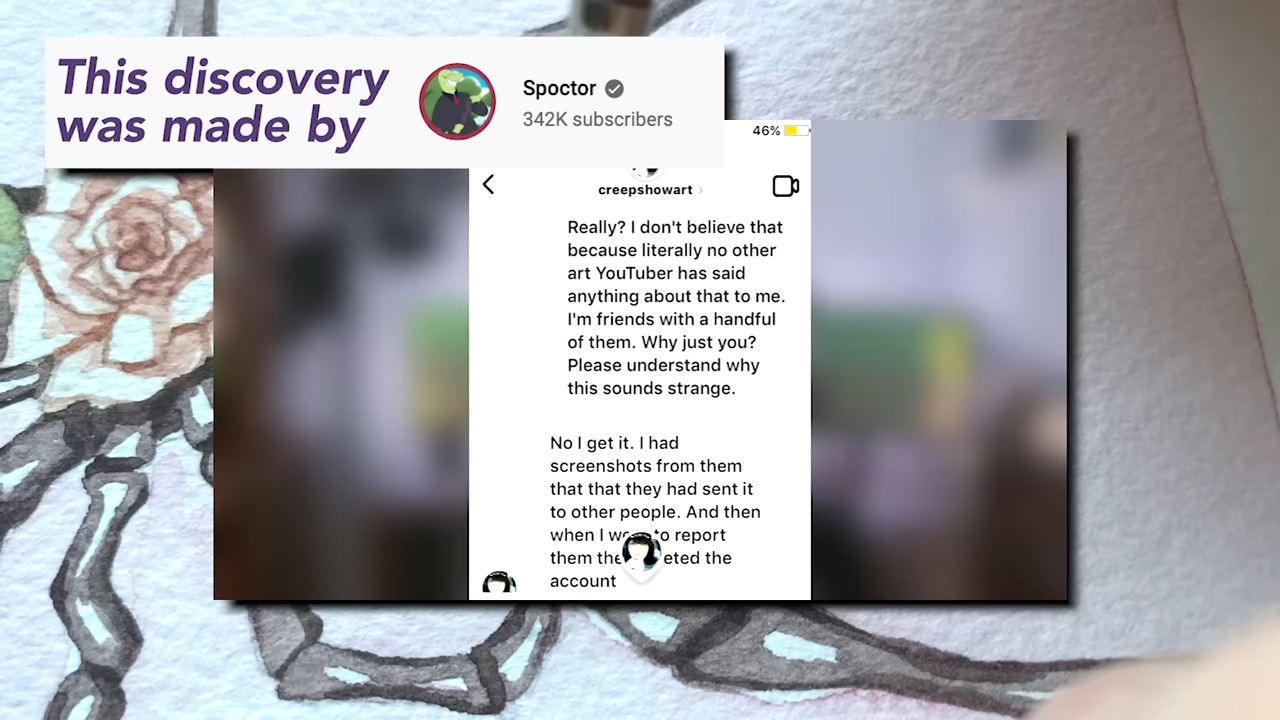 This discovery
was made by
Spoctor
342K subscribers
46%
creepshowart
Really? I don't believe that
because literally no other
art YouTuber has said
anything about that to me.
I'm friends with a handful
of them. Why just you?
Please understand why
this sounds strange.
No I get it. I had
screenshots from them
that that they had sent it
to other people. And then
when I to report
them the
account